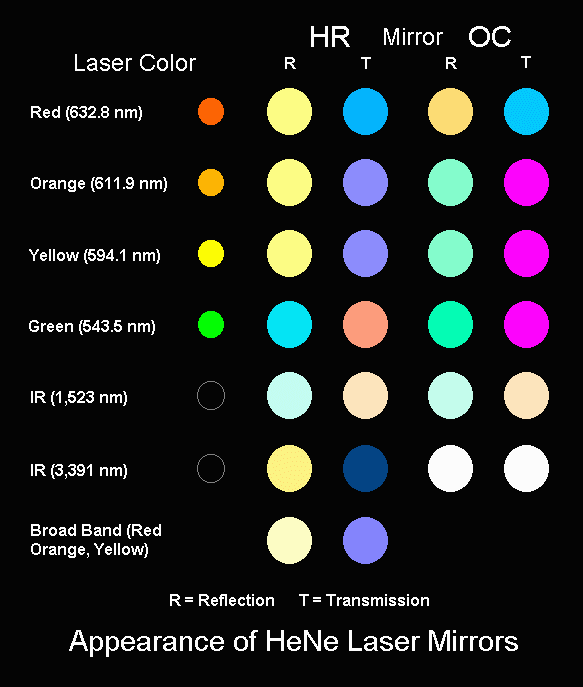 HR Mirror OC
Laser Color R T R T
Red (632.8 nm)
Orange (611.9 nm)
Yellow (594.1 nm)
Green (543.5 nm)
IR (1,523 nm)
IR (3,391 nm)
Broad Band (Red
Orange, Yellow)
R = Reflection T = Transmission
Appearance of HeNe Laser Mirrors